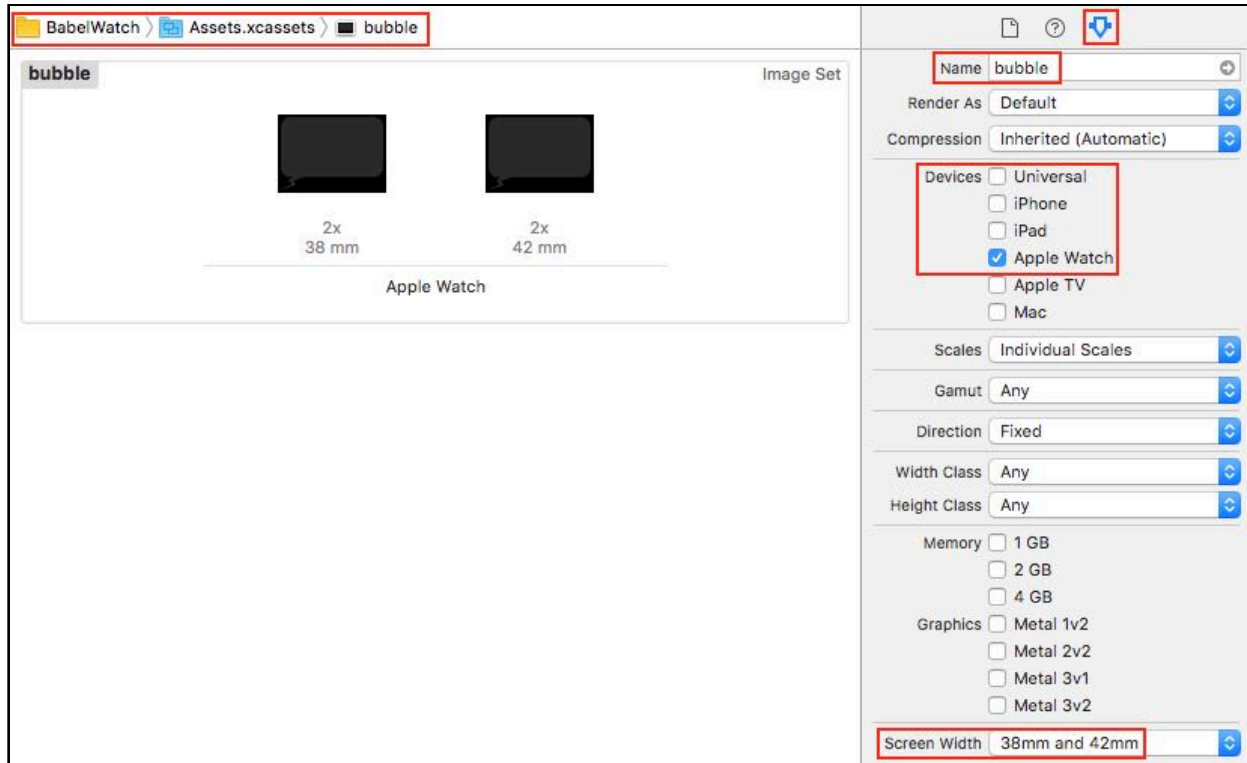 BabelWatch Assets.xcassets bubble
bubble
Image Set
2x
38 mm
2x
42 mm
Apple Watch
Name bubble
Render As Default
Compression Inherited (Automatic)
Devices Universal
iPhone
iPad
Apple Watch
Apple TV
Mac
Scales Individual Scales
Gamut Any
Direction Fixed
Width Class Any
Height Class Any
Memory 1 GB
2 GB
4 GB
Graphics Metal 1v2
Metal 2v2
Metal 3v1
Metal 3v2
Screen Width 38mm and 42mm